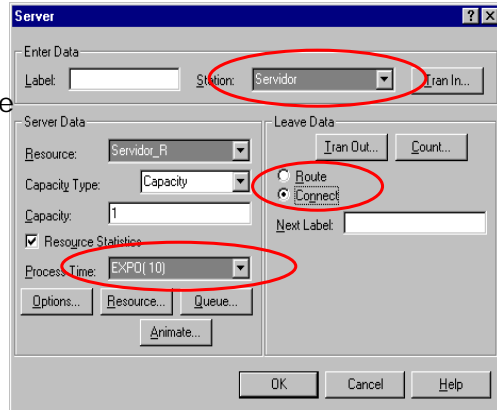 Server
Enter Data
Label:
Station: Servidor
Tran In...
e
Server Data
Resource: Servidor_R
Capacity Type: Capacity
Capacity: 1
Resource Statistics
Process Time: EXPO( 10)
Options... Resource... Queue...
Animate...
Leave Data
Tran Out... Count...
Route
Connect
Next Label:
OK Cancel Help